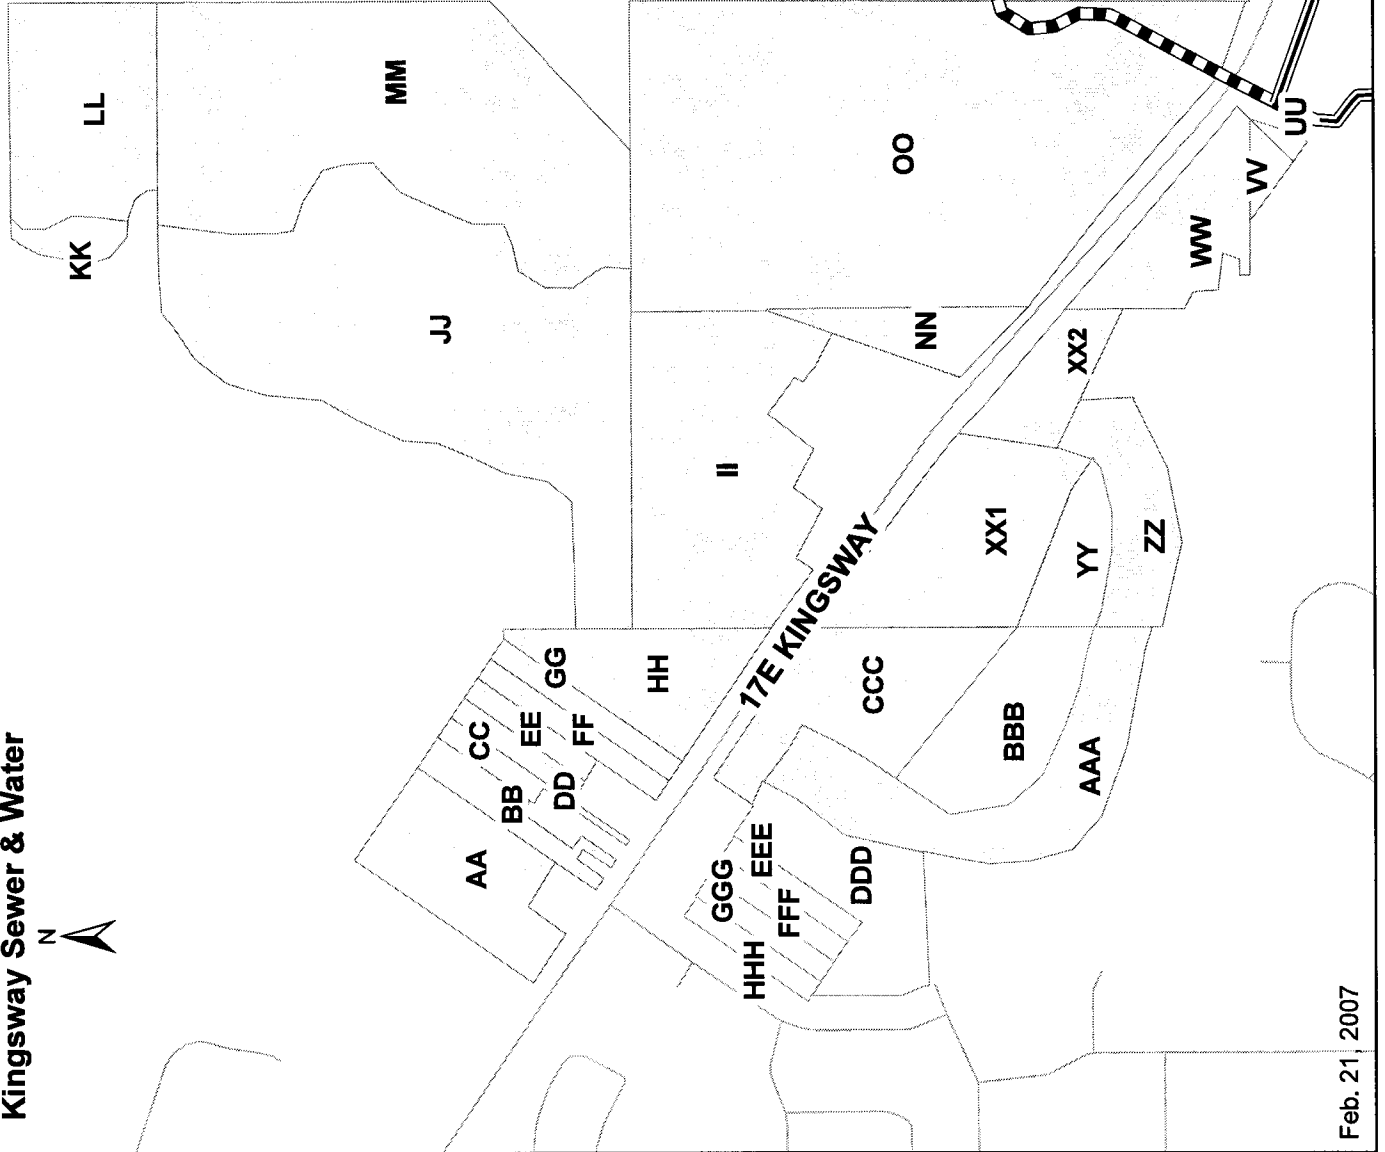 Kingsway Sewer & Water
N
LL
KK
MM
JJ
OO
UU
VV
WW
NN
XX2
II
XX1
YY
ZZ
17E KINGSWAY
GG
HH
CC
EE
FF
BB
DD
AA
CCC
BBB
AAA
EEE
GGG
FFF
DDD
HHH
Feb. 21, 2007